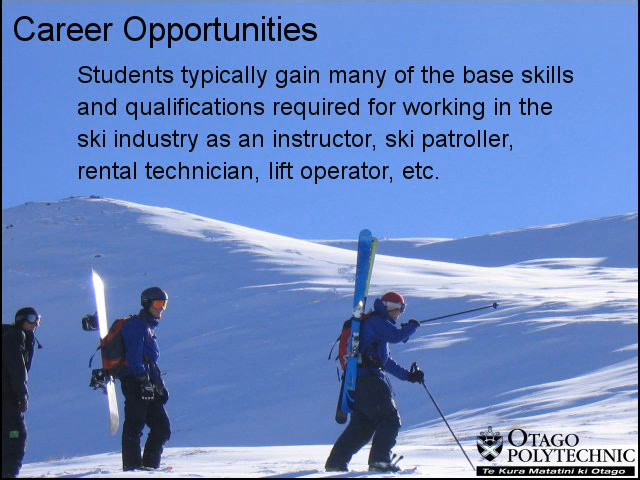 Career Opportunities
Students typically gain many of the base skills
and qualifications required for working in the
ski industry as an instructor, ski patroller,
rental technician, lift operator, etc.
OTAGO
POLYTECHNIC
Te Kura Matatini ki Otago